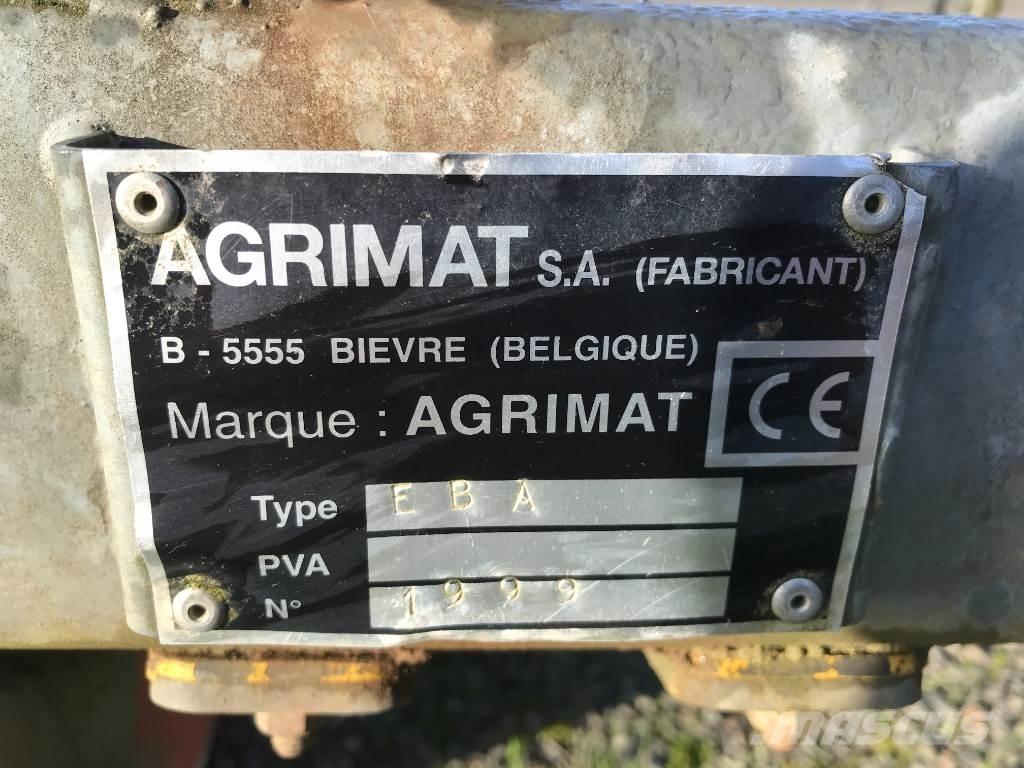 AGRIMAT S.A. (FABRICANT)
B - 5555 BIEVRE (BELGIQUE)
Marque : AGRIMAT
CE
Type EBA
PVA
N° 1999
MASCUS